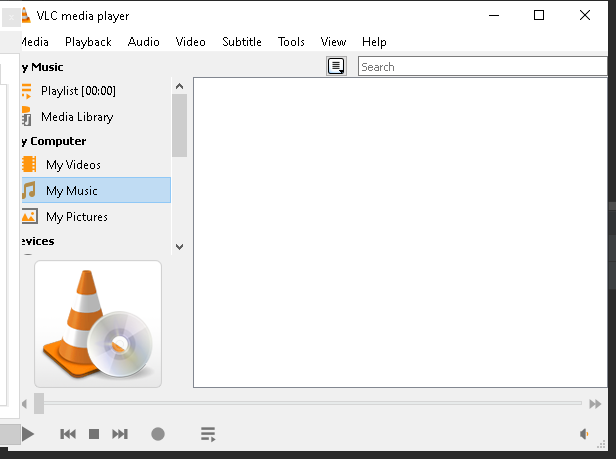 VLC media player
Media Playback Audio Video Subtitle Tools View Help
y Music
Search
Playlist [00:00]
Media Library
y Computer
My Videos
My Music
My Pictures
evices